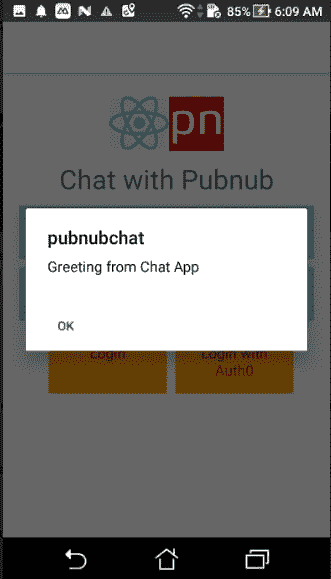 85% 6:09 AM
pn
Chat with Pubnub
pubnubchat
Greeting from Chat App
OK
Login
Login with
Auth0